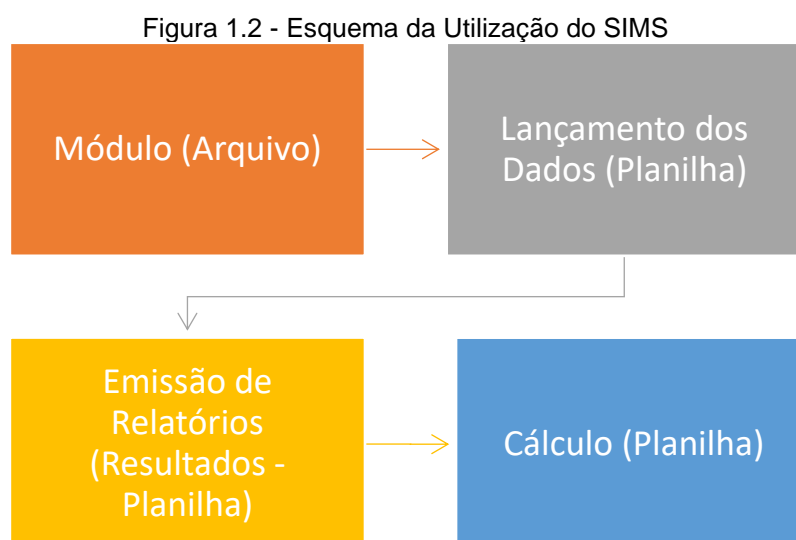 Figura 1.2 - Esquema da Utilização do SIMS
Módulo (Arquivo)
Lançamento dos
Dados (Planilha)
Emissão de
Relatórios
(Resultados -
Planilha)
Cálculo (Planilha)